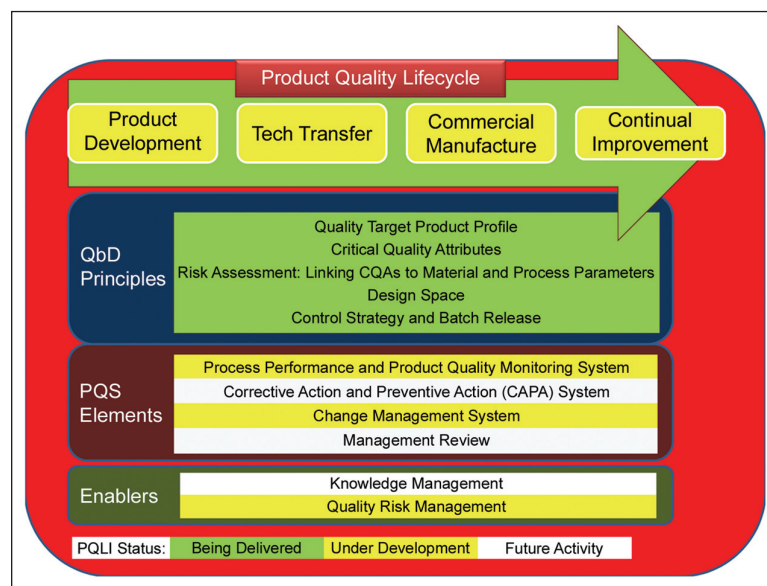 Product Quality Lifecycle
Product
Development
Tech Transfer
Commercial
Manufacture
Continual
Improvement
QbD
Principles
Quality Target Product Profile
Critical Quality Attributes
Risk Assessment: Linking CQAs to Material and Process Parameters
Design Space
Control Strategy and Batch Release
PQS
Elements
Process Performance and Product Quality Monitoring System
Corrective Action and Preventive Action (CAPA) System
Change Management System
Management Review
Enablers
Knowledge Management
Quality Risk Management
PQLI Status: Being Delivered Under Development Future Activity